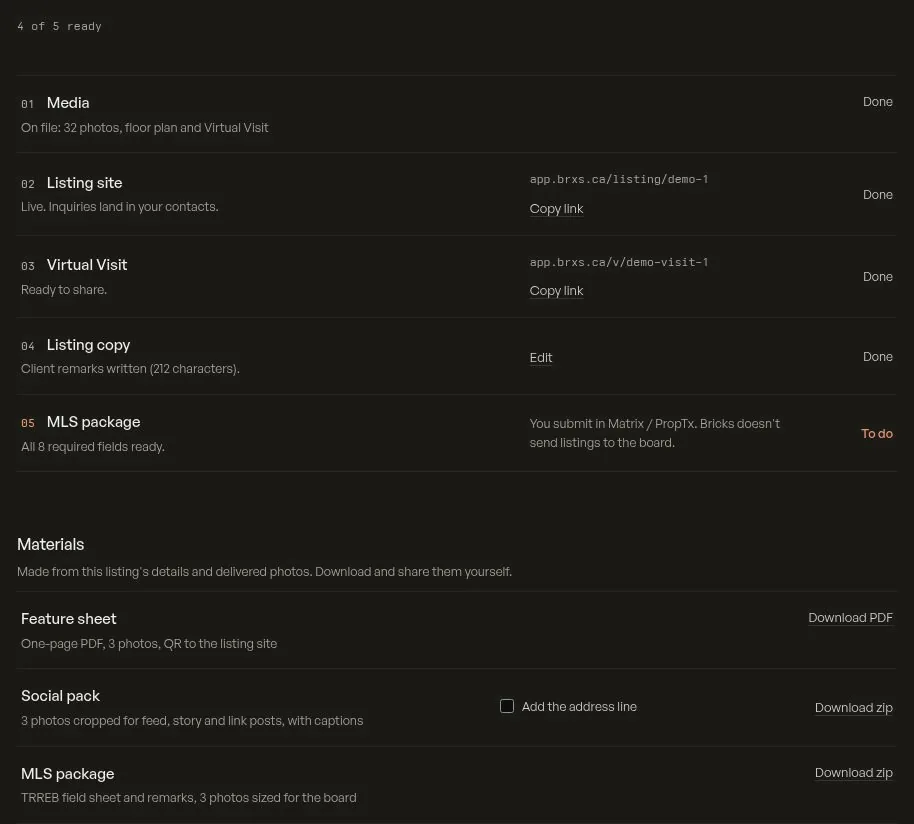 4 of 5 ready
01 Media
Done
On file: 32 photos, floor plan and Virtual Visit
02 Listing site
app.brxs.ca/listing/demo-1
Done
Live. Inquiries land in your contacts.
Copy link
03 Virtual Visit
app.brxs.ca/v/demo-visit-1
Done
Ready to share.
Copy link
04 Listing copy
Edit
Done
Client remarks written (212 characters).
05 MLS package
You submit in Matrix / PropTx. Bricks doesn't
send listings to the board.
To do
All 8 required fields ready.
Materials
Made from this listing's details and delivered photos. Download and share them yourself.
Feature sheet
Download PDF
One-page PDF, 3 photos, QR to the listing site
Social pack
Add the address line
Download zip
3 photos cropped for feed, story and link posts, with captions
MLS package
Download zip
TRREB field sheet and remarks, 3 photos sized for the board